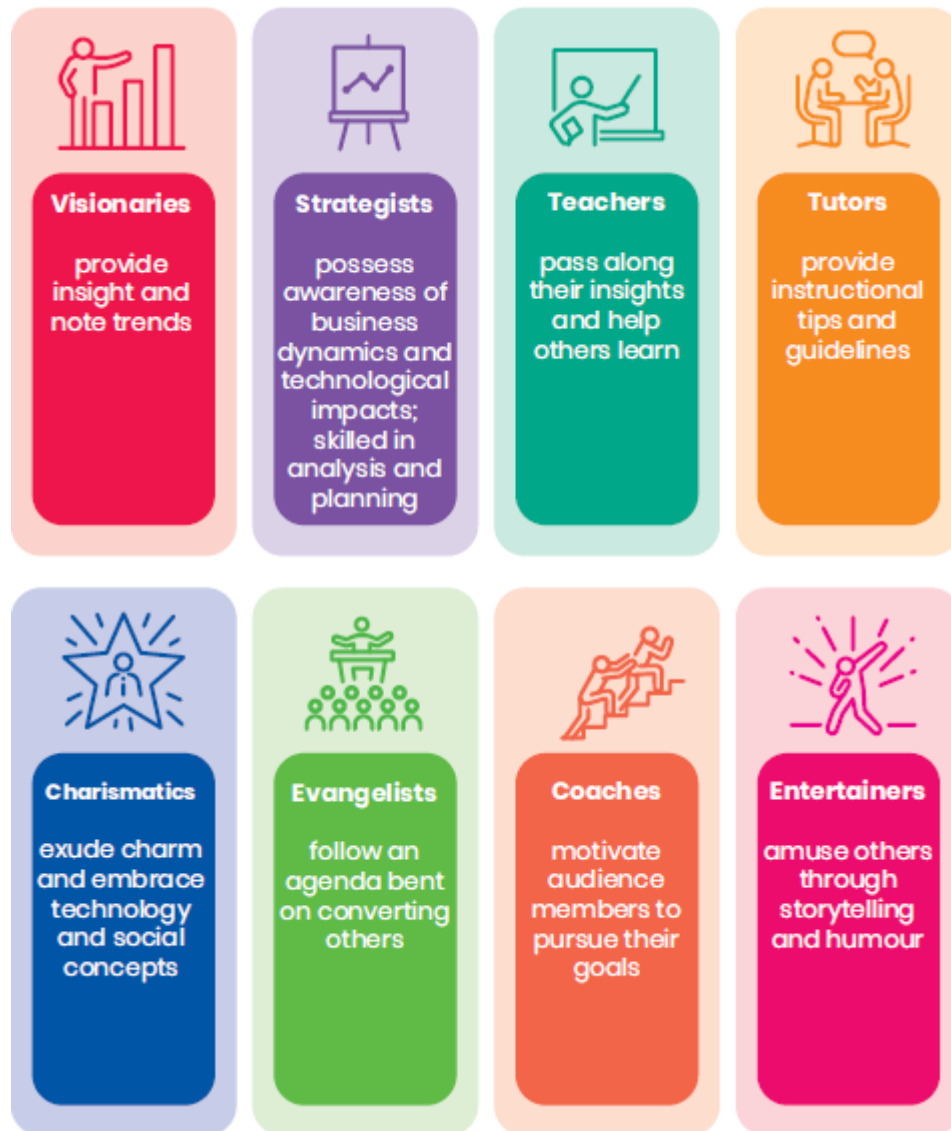 Visionaries
provide
insight and
note trends
Strategists
possess
awareness of
business
dynamics and
technological
impacts;
skilled in
analysis and
planning
Teachers
pass along
their insights
and help
others learn
Tutors
provide
instructional
tips and
guidelines
Charismatics
exude charm
and embrace
technology
and social
concepts
Evangelists
follow an
agenda bent
on converting
others
Coaches
motivate
audience
members to
pursue their
goals
Entertainers
amuse others
through
storytelling
and humour